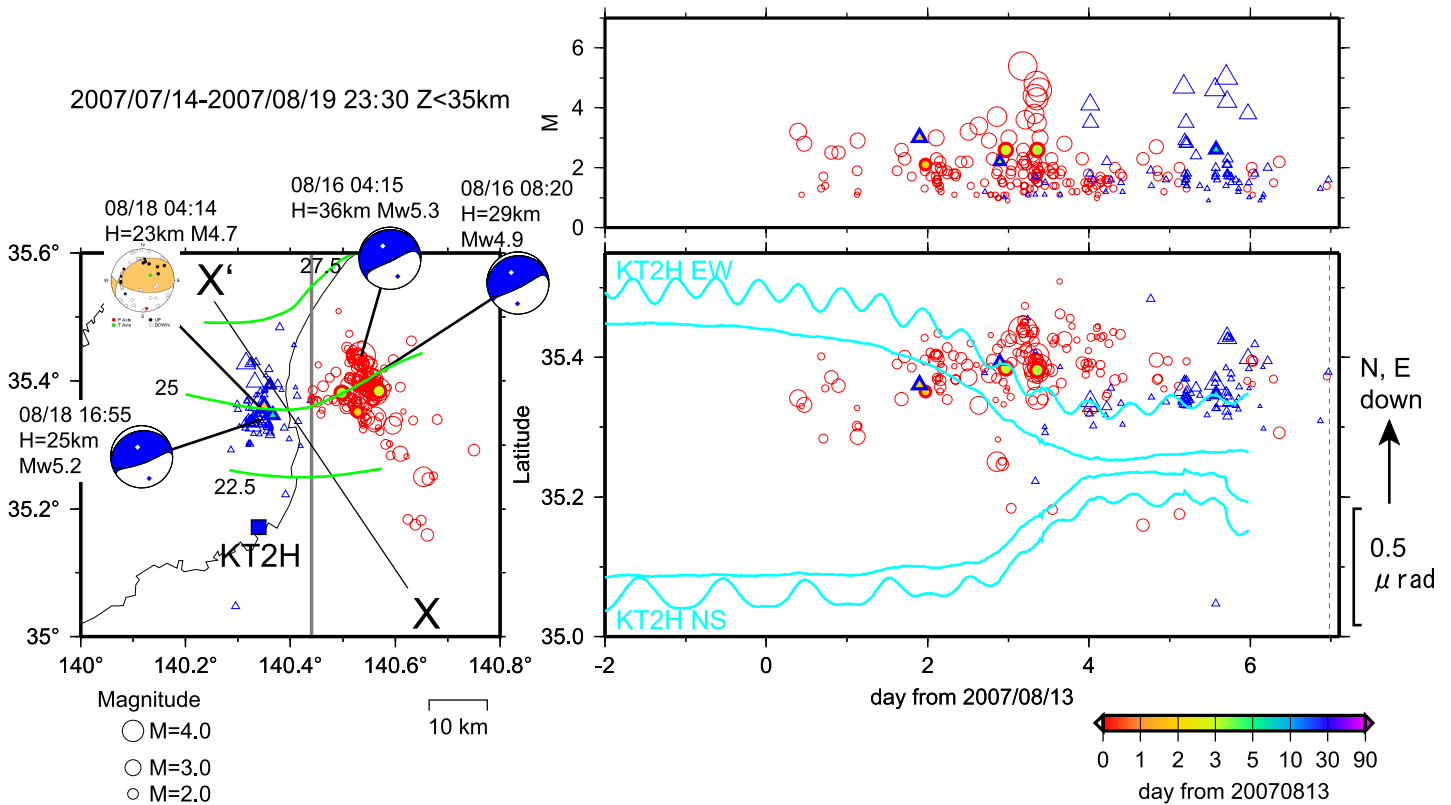 2007/07/14-2007/08/19 23:30 Z<35km
08/18 04:14
H=23km M4.7
08/16 04:15
H=36km Mw5.3
08/16 08:20
H=29km
Mw4.9
N
W
E
S
P Axis
T Axis
UP
DOWN
X'
27.5
25
22.5
08/18 16:55
H=25km
Mw5.2
KT2H
X
35.6°
35.4°
35.2°
35°
140°
140.2°
140.4°
140.6°
140.8°
Magnitude
M=4.0
M=3.0
M=2.0
10 km
M
6
4
2
0
KT2H EW
KT2H NS
Latitude
35.4
35.2
35.0
-2
0
2
4
6
day from 2007/08/13
N, E
down
0.5
μ rad
0
1
2
3
5
10
30
90
day from 20070813